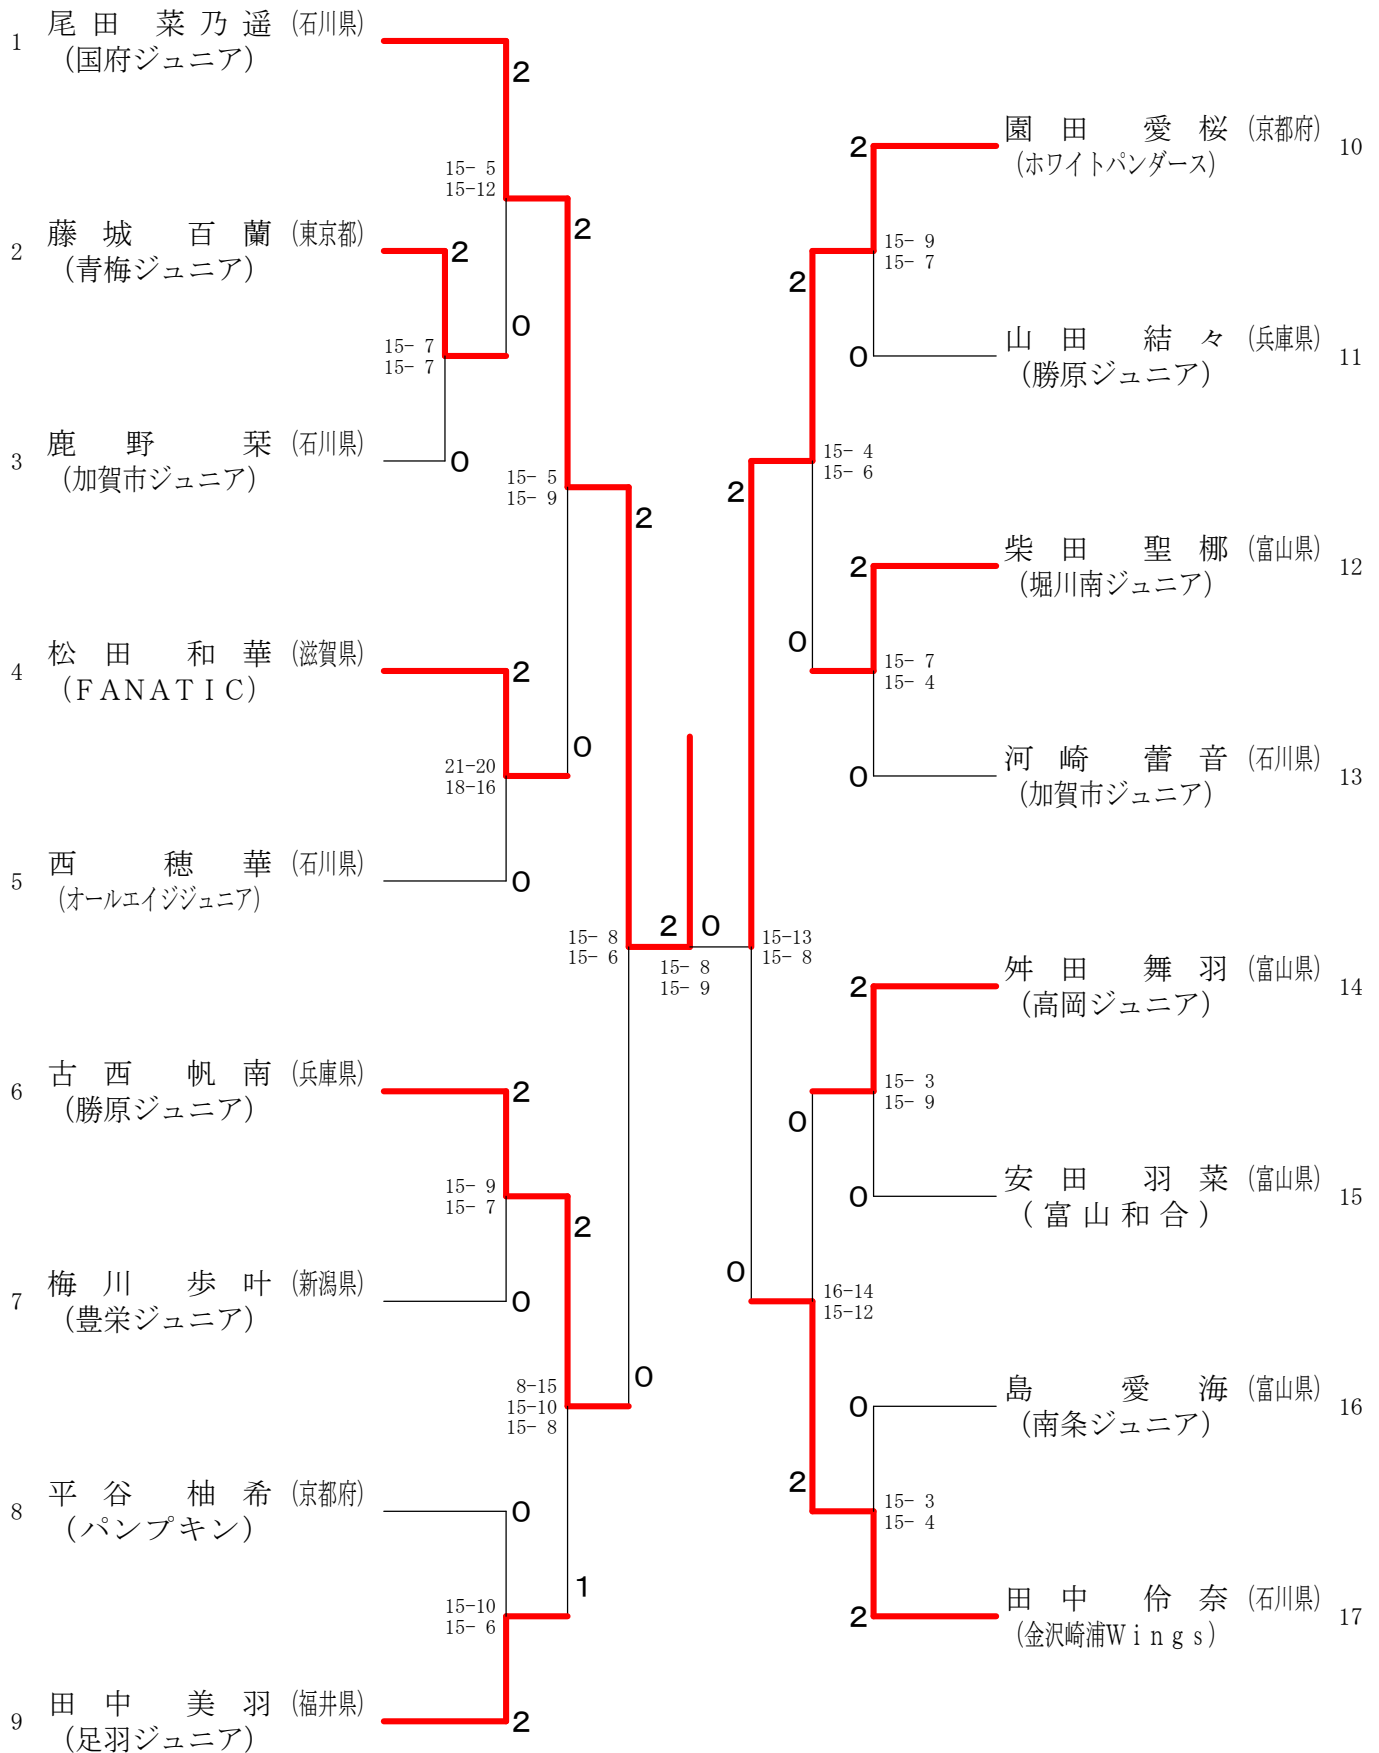 1 尾田 菜乃遥 (石川県)
(国府ジュニア)
2
15- 5
15-12
2
2 藤城 百蘭 (東京都)
(青梅ジュニア)
2
0
15- 7
15- 7
3 鹿野 栞 (石川県)
(加賀市ジュニア)
0
15- 5
15- 9
2
4 松田 和華 (滋賀県)
(FANATIC)
2
0
21-20
18-16
5 西 穂華 (石川県)
(オールエイジジュニア)
0
15- 8
15- 6
2 0
15- 8
15- 9
6 古西 帆南 (兵庫県)
(勝原ジュニア)
2
15- 9
15- 7
2
7 梅川 歩叶 (新潟県)
(豊栄ジュニア)
0
0
8-15
15-10
15- 8
8 平谷 柚希 (京都府)
(パンプキン)
0
1
15-10
15- 6
9 田中 美羽 (福井県)
(足羽ジュニア)
2
2 園田 愛桜 (京都府) 10
(ホワイトパンダース)
15- 9
15- 7
2
0 山田 結々 (兵庫県) 11
(勝原ジュニア)
15- 4
15- 6
2
2 柴田 聖梛 (富山県) 12
(堀川南ジュニア)
0
15- 7
15- 4
0 河崎 蕾音 (石川県) 13
(加賀市ジュニア)
15-13
15- 8
2 舛田 舞羽 (富山県) 14
(高岡ジュニア)
15- 3
15- 9
0
0 安田 羽菜 (富山県) 15
(富山和合)
0
16-14
15-12
0 島 愛海 (富山県) 16
(南条ジュニア)
2
15- 3
15- 4
2 田中 伶奈 (石川県) 17
(金沢崎浦Wings)